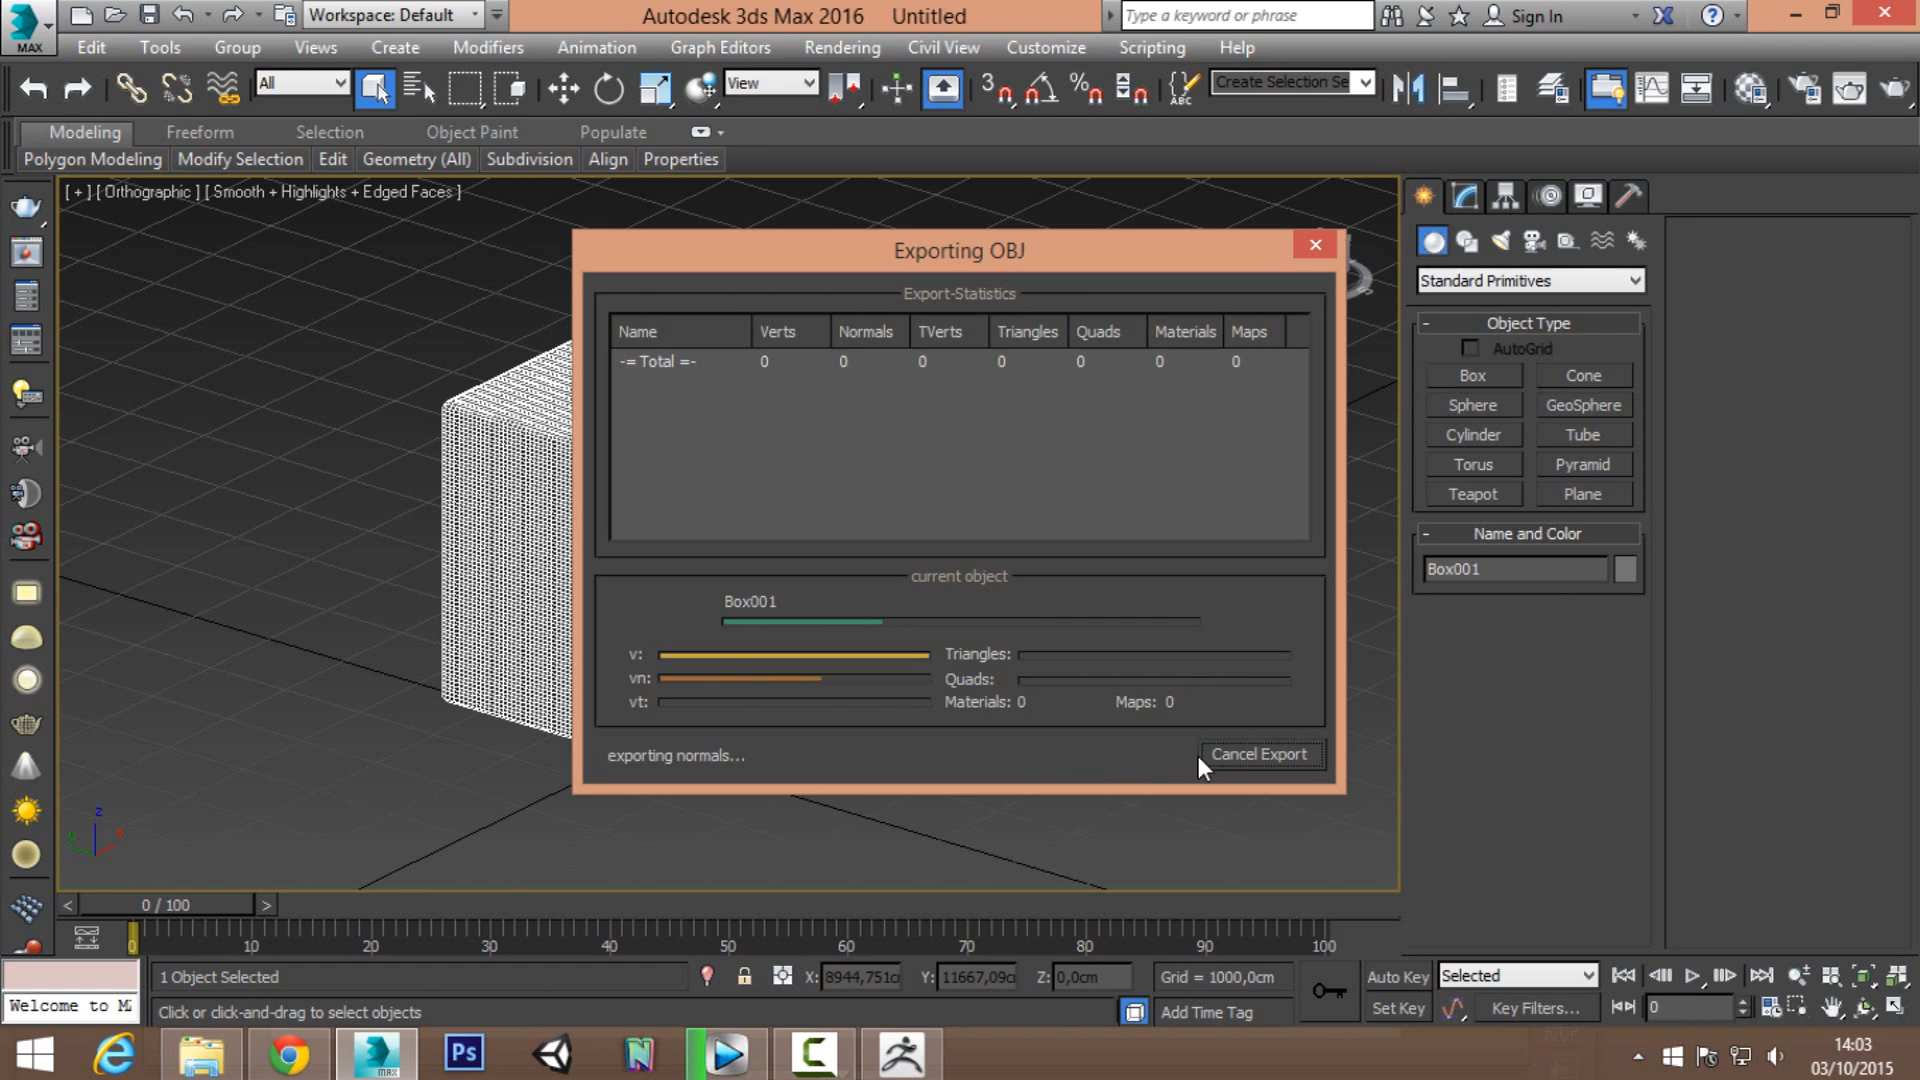 MAX
Workspace: Default
Autodesk 3ds Max 2016 Untitled
Type a keyword or phrase
Sign In
Edit Tools Group Views Create Modifiers Animation Graph Editors Rendering Civil View Customize Scripting Help
All
View
3
ABC
Create Selection Se
Modeling Freeform Selection Object Paint Populate
Polygon Modeling Modify Selection Edit Geometry (All) Subdivision Align Properties
[ + ] [ Orthographic ] [ Smooth + Highlights + Edged Faces ]
Exporting OBJ
Export-Statistics
Name Verts Normals TVerts Triangles Quads Materials Maps
-= Total =- 0 0 0 0 0 0 0
current object
Box001
v: Triangles:
vn: Quads:
vt: Materials: 0 Maps: 0
exporting normals...
Cancel Export
Standard Primitives
- Object Type
AutoGrid
Box Cone
Sphere GeoSphere
Cylinder Tube
Torus Pyramid
Teapot Plane
- Name and Color
Box001
z
< 0 / 100 >
0 10 20 30 40 50 60 70 80 90 100
1 Object Selected
X: 8944,751c Y: 11667,09c Z: 0,0cm Grid = 1000,0cm
Auto Key Selected
Welcome to M
Click or click-and-drag to select objects
Add Time Tag
Set Key Key Filters... 0
MAX
Ps
14:03
03/10/2015